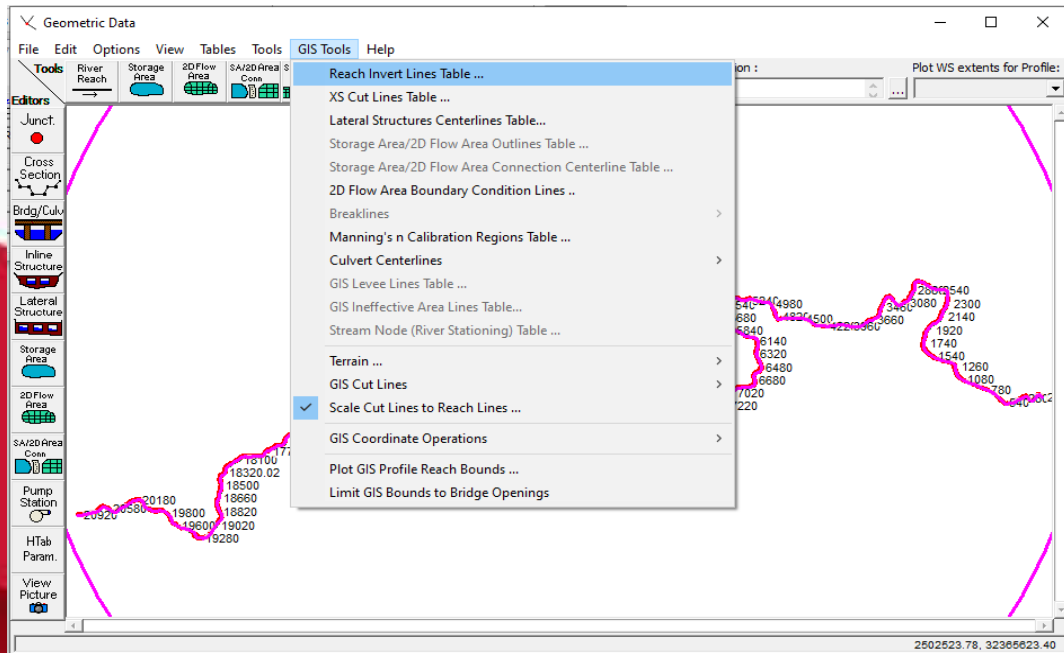 Geometric Data
File Edit Options View Tables Tools GIS Tools Help
Tools
River Reach
Storage Area
2D Flow Area
SA/2D Area Conn
S
on :
Plot WS extents for Profile:
...
Editors
Junct.
Cross Section
Brdg/Culv
Inline Structure
Lateral Structure
Storage Area
2D Flow Area
SA/2D Area Conn
Pump Station
HTab Param.
View Picture
Reach Invert Lines Table ...
XS Cut Lines Table ...
Lateral Structures Centerlines Table...
Storage Area/2D Flow Area Outlines Table ...
Storage Area/2D Flow Area Connection Centerline Table ...
2D Flow Area Boundary Condition Lines ..
Breaklines
Manning's n Calibration Regions Table ...
Culvert Centerlines
GIS Levee Lines Table ...
GIS Ineffective Area Lines Table...
Stream Node (River Stationing) Table ...
Terrain ...
GIS Cut Lines
Scale Cut Lines to Reach Lines ...
GIS Coordinate Operations
Plot GIS Profile Reach Bounds ...
Limit GIS Bounds to Bridge Openings
20920
20580
20180
19800
19600
19280
19020
18820
18660
18500
18320.02
18100
17
7220
7020
6680
6480
6320
6140
5840
4980
4820
4500
3660
3460
3080
2540
2300
2140
1920
1740
1540
1260
1080
780
540
2502523.78, 32365623.40